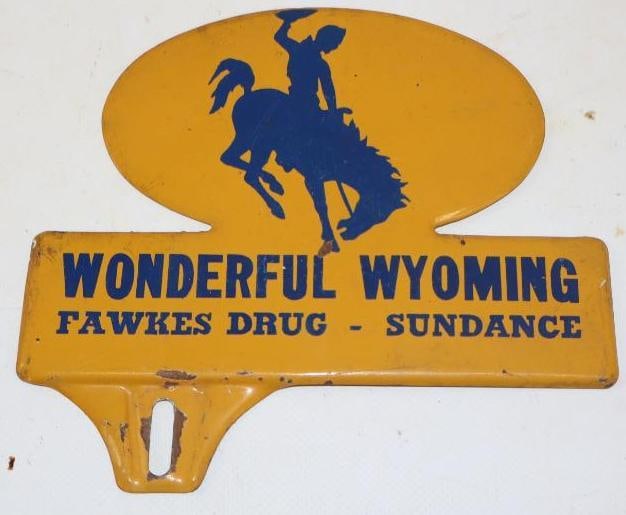 WONDERFUL WYOMING
FAWKES DRUG - SUNDANCE